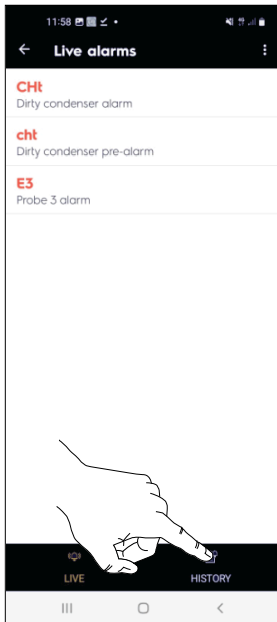 11:58
Live alarms
CHt
Dirty condenser alarm
cht
Dirty condenser pre-alarm
E3
Probe 3 alarm
LIVE
HISTORY